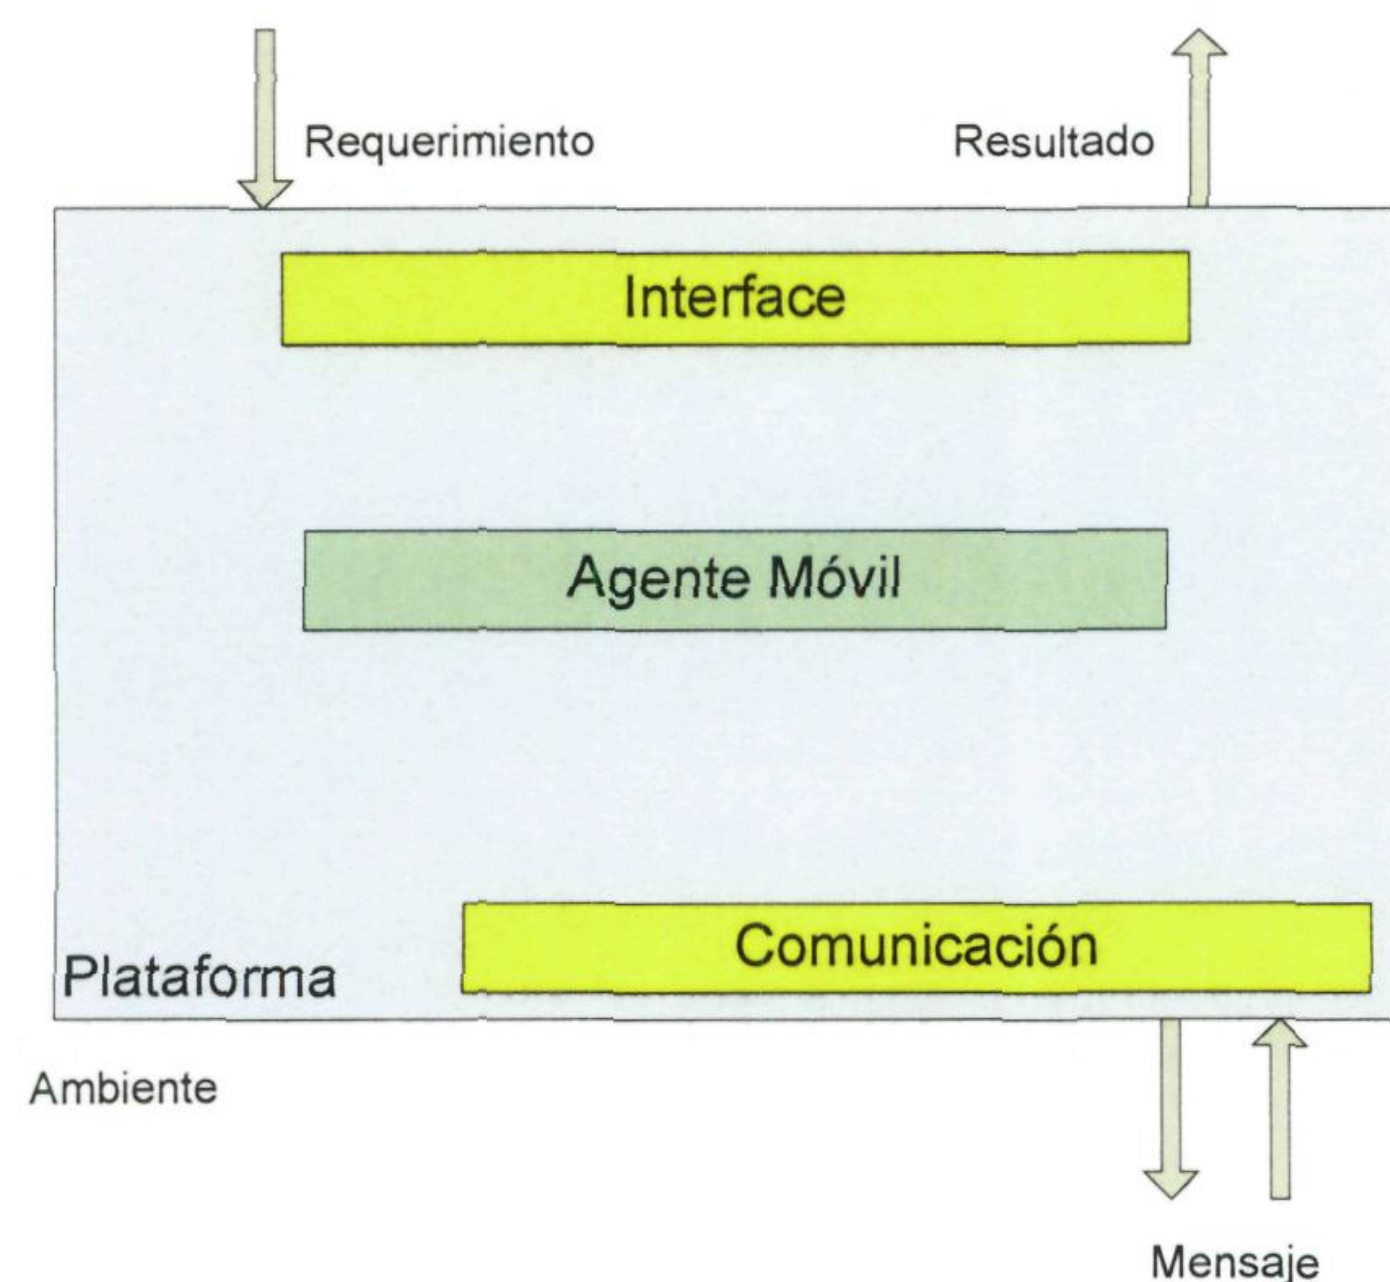 Requerimiento
Resultado
Interface
Agente Móvil
Comunicación
Plataforma
Ambiente
Mensaje